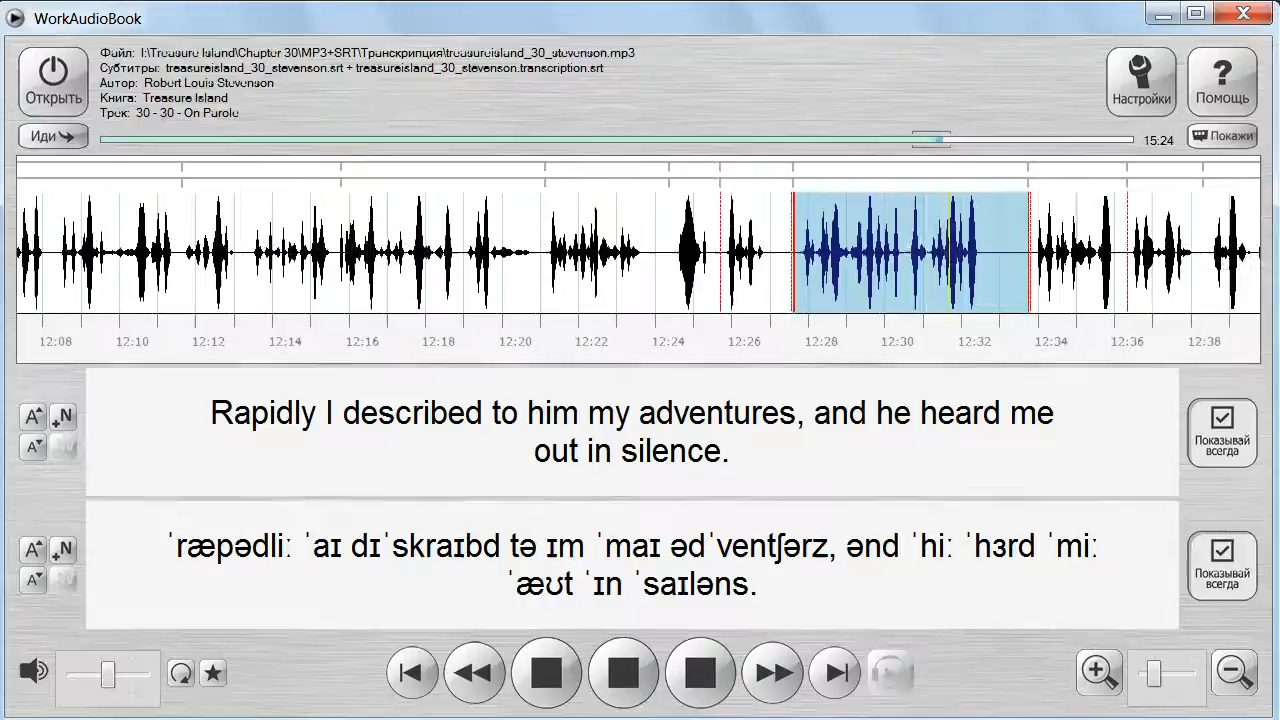 WorkAudioBook
Файл: I:\Treasure Island\Chapter 30\MP3+SRT\Транскрипция\treasureisland_30_stevenson.mp3
Субтитры: treasureisland_30_stevenson.srt + treasureisland_30_stevenson.transcription.srt
Автор: Robert Louis Stevenson
Книга: Treasure Island
Трек: 30 - 30 - On Parole
Открыть
Настройки
Помощь
Иди
15:24
Покажи
12:08 12:10 12:12 12:14 12:16 12:18 12:20 12:22 12:24 12:26 12:28 12:30 12:32 12:34 12:36 12:38
A N
A
Rapidly I described to him my adventures, and he heard me
out in silence.
Показывай
всегда
A N
A
ˈræpədliː ˈaɪ dɪˈskraɪbd tə ɪm ˈmaɪ ədˈventʃərz, ənd ˈhiː ˈhɜrd ˈmiː
ˈæʊt ˈɪn ˈsaɪləns.
Показывай
всегда